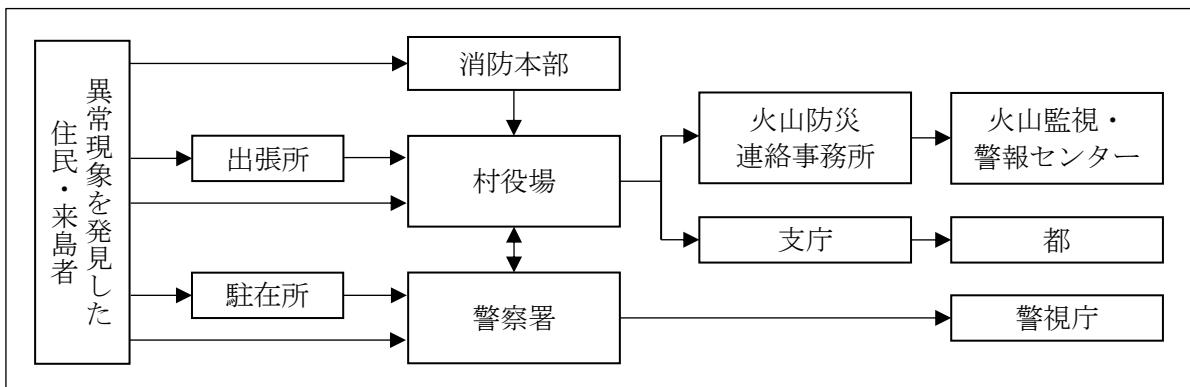 異常現象を発見した
住民・来島者
消防本部
出張所
村役場
駐在所
警察署
火山防災
連絡事務所
火山監視・
警報センター
支庁
都
警視庁